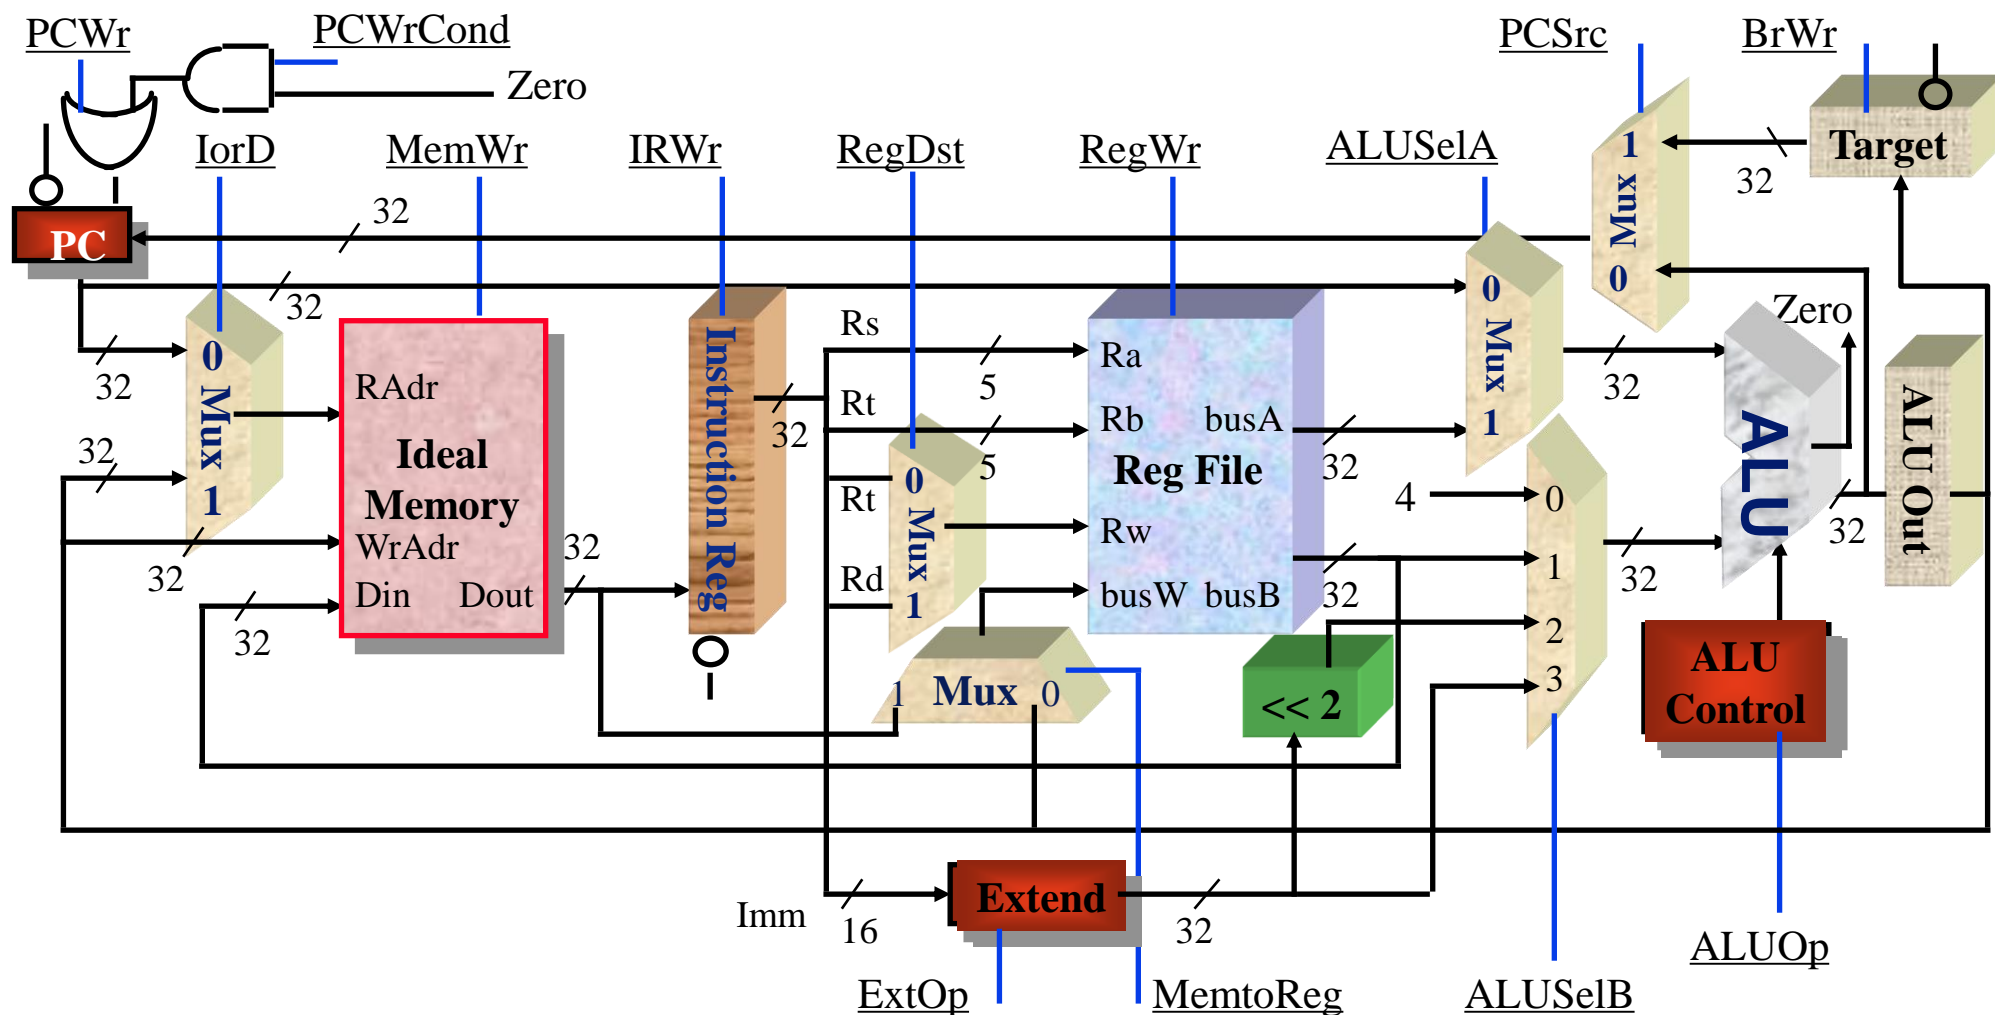 PCWr
PCWrCond
PCSrc
BrWr
Zero
IorD
MemWr
IRWr
RegDst
RegWr
ALUSelA
1 Mux 0
32
Target
PC
32
32
32
0 Mux 1
32
32
RAdr
Ideal
Memory
WrAdr
Din
Dout
32
32
Instruction Reg
32
Rs
5
Rt
5
Rt
Rd
0 Mux 1
Ra
Rb
busA
Reg File
Rw
busW
busB
32
32
0 Mux 1
32
4
0
1
2
3
32
Zero
ALU
32
ALU Out
1 Mux 0
<< 2
ALU
Control
Imm
16
Extend
32
ExtOp
MemtoReg
ALUSelB
ALUOp